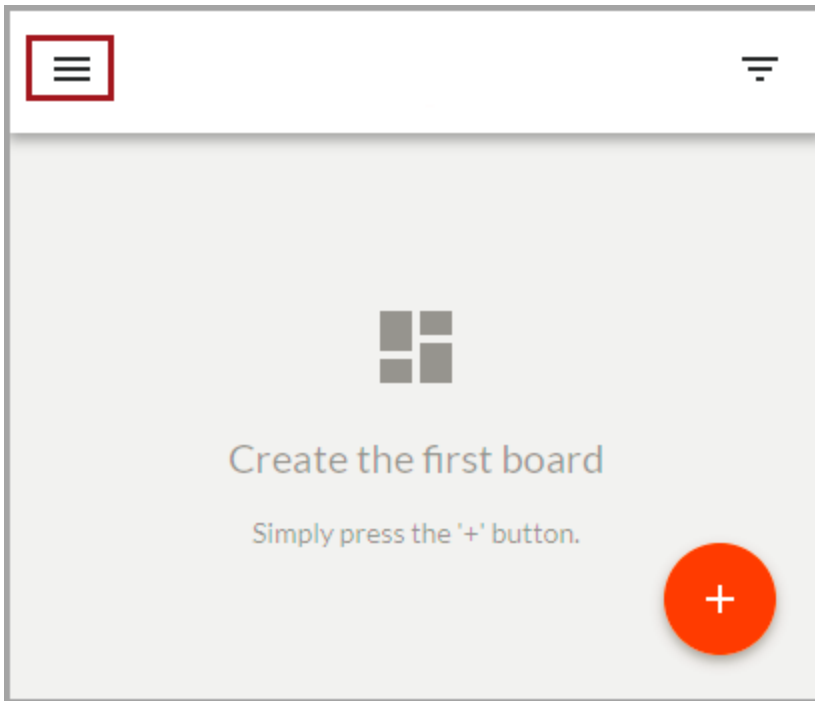 Create the first board
Simply press the '+' button.
+